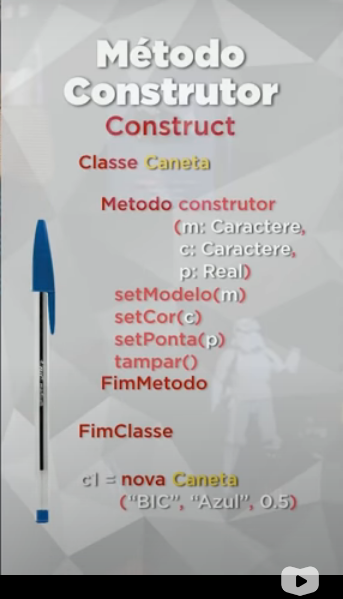 Método
Construtor
Construct
Classe Caneta
Metodo construtor
(m: Caractere,
c: Caractere,
p: Real)
setModelo(m)
setCor(c)
setPonta(p)
tampar()
FimMetodo
FimClasse
c1 = nova Caneta
("BIC", "Azul", 0.5)